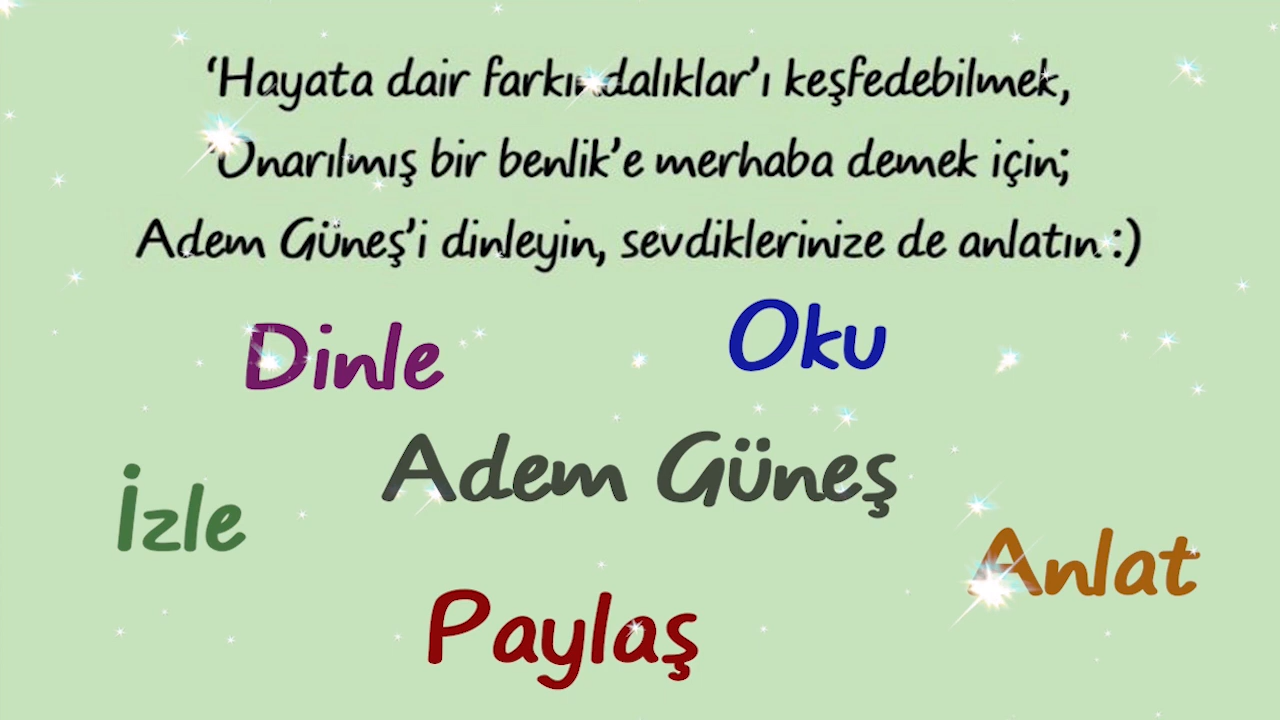 ‘Hayata dair farkındalıklar’ı keşfedebilmek,
‘Onarılmış bir benlik’e merhaba demek için;
Adem Güneş’i dinleyin, sevdiklerinize de anlatın :)
Dinle
Oku
Adem Güneş
İzle
Anlat
Paylaş